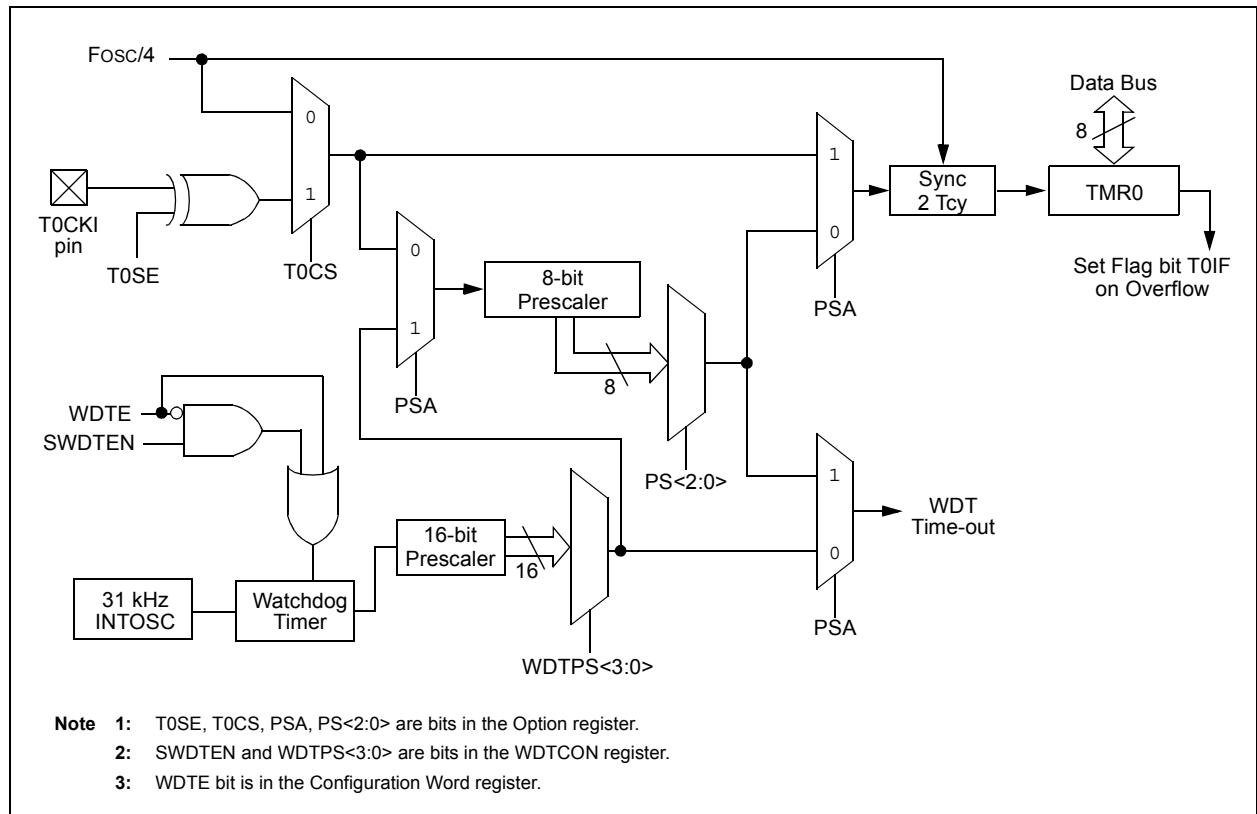 FOSC/4
Data Bus
8
0
1
1
Sync
2 Tcy
TMR0
T0CKI
pin
T0SE
T0CS
0
8-bit
Prescaler
0
PSA
Set Flag bit T0IF
on Overflow
1
8
WDTE
PSA
SWDTEN
PS<2:0>
1
WDT
Time-out
16-bit
Prescaler
16
0
31 kHz
INTOSC
Watchdog
Timer
PSA
WDTPS<3:0>
Note 1: T0SE, T0CS, PSA, PS<2:0> are bits in the Option register.
2: SWDTEN and WDTPS<3:0> are bits in the WDTCON register.
3: WDTE bit is in the Configuration Word register.